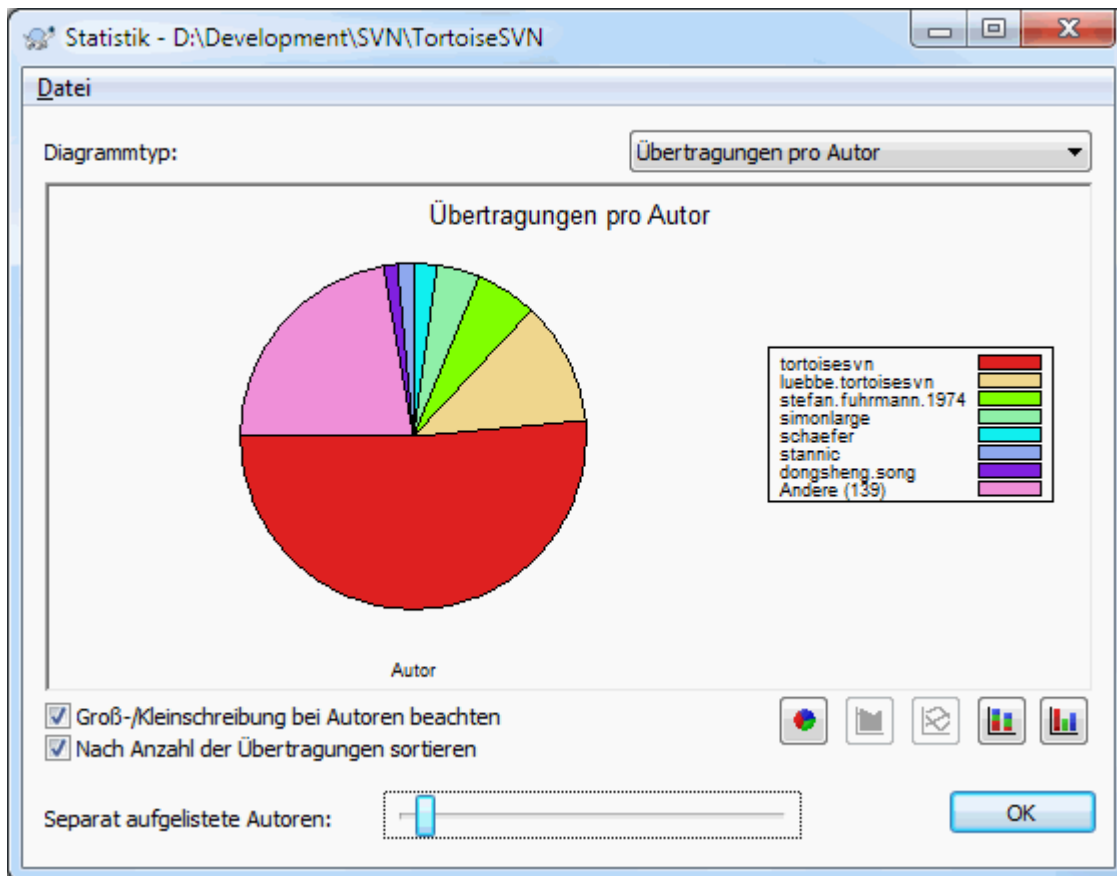 Statistik - D:\Development\SVN\TortoiseSVN
Datei
Diagrammtyp:
Übertragungen pro Autor
Übertragungen pro Autor
tortoisesvn
luebbe.tortoisesvn
stefan.fuhrmann.1974
simonlarge
schaefer
stannic
dongsheng.song
Andere (139)
Autor
Groß-/Kleinschreibung bei Autoren beachten
Nach Anzahl der Übertragungen sortieren
Separat aufgelistete Autoren:
OK